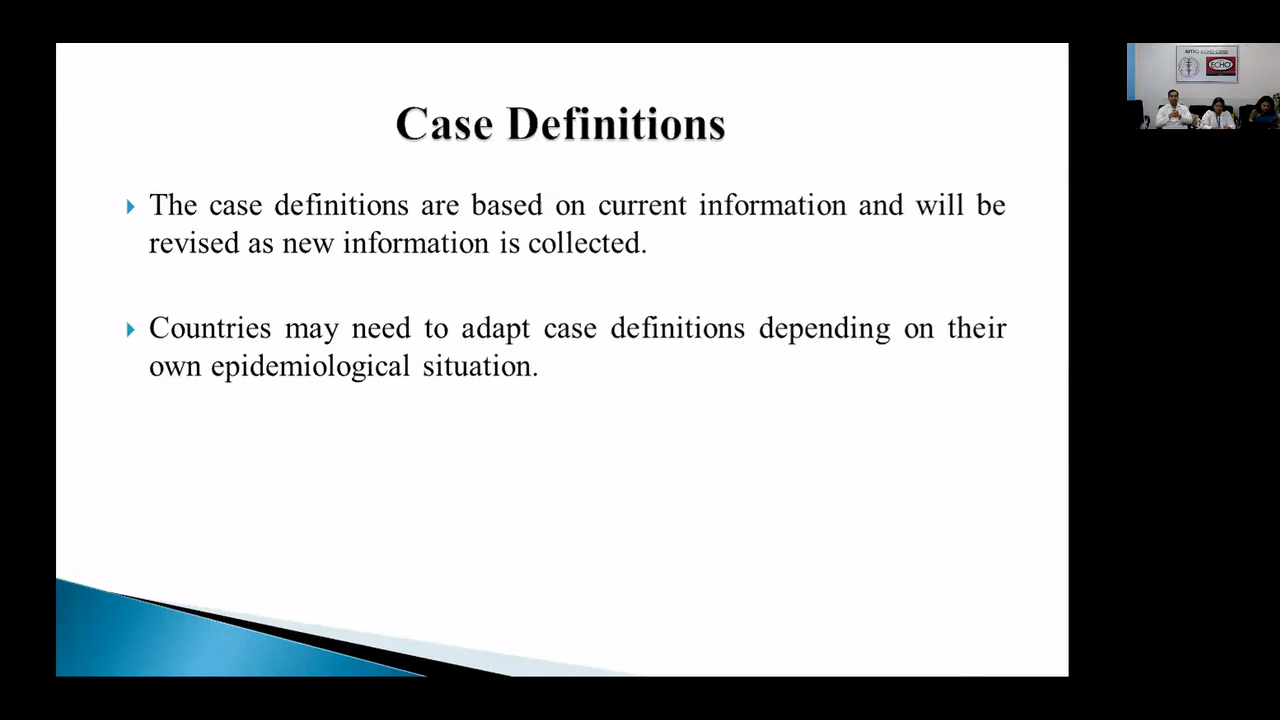 Case Definitions
The case definitions are based on current information and will be
revised as new information is collected.
Countries may need to adapt case definitions depending on their
own epidemiological situation.
ECHO